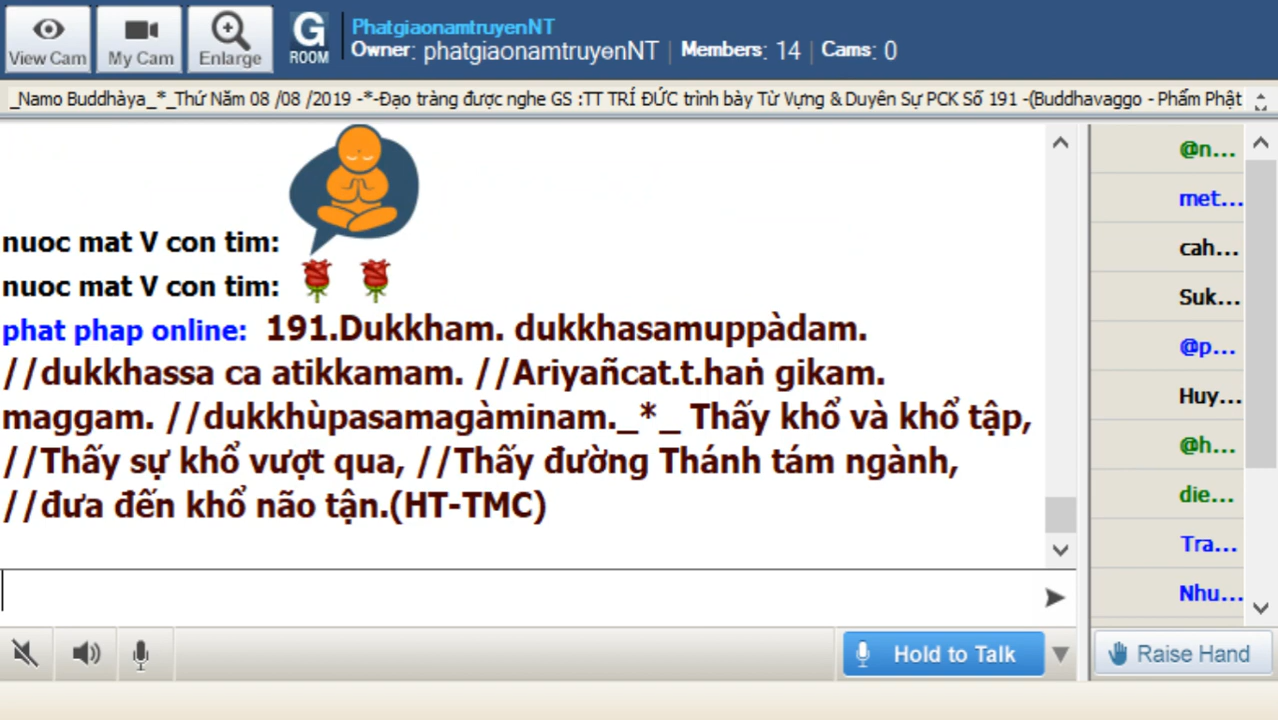 PhatgiaonamtruyenNT
View Cam My Cam Enlarge G ROOM Owner: phatgiaonamtruyenNT | Members: 14 | Cams: 0
_Namo Buddhàya_*_Thứ Năm 08 /08 /2019 -*-Đạo tràng được nghe GS :TT TRÍ ĐỨC trình bày Từ Vựng & Duyên Sự PCK Số 191 -(Buddhavaggo - Phẩm Phật
nuoc mat V con tim:
nuoc mat V con tim:
phat phap online: 191.Dukkham. dukkhasamuppàdam.
//dukkhassa ca atikkamam. //Ariyañcat.t.haṅ gikam.
maggam. //dukkhùpasamagàminam._*_ Thấy khổ và khổ tập,
//Thấy sự khổ vượt qua, //Thấy đường Thánh tám ngành,
//đưa đến khổ não tận.(HT-TMC)
@n...
met...
cah...
Suk...
@p...
Huy...
@h...
die...
Tra...
Nhu...
Hold to Talk Raise Hand